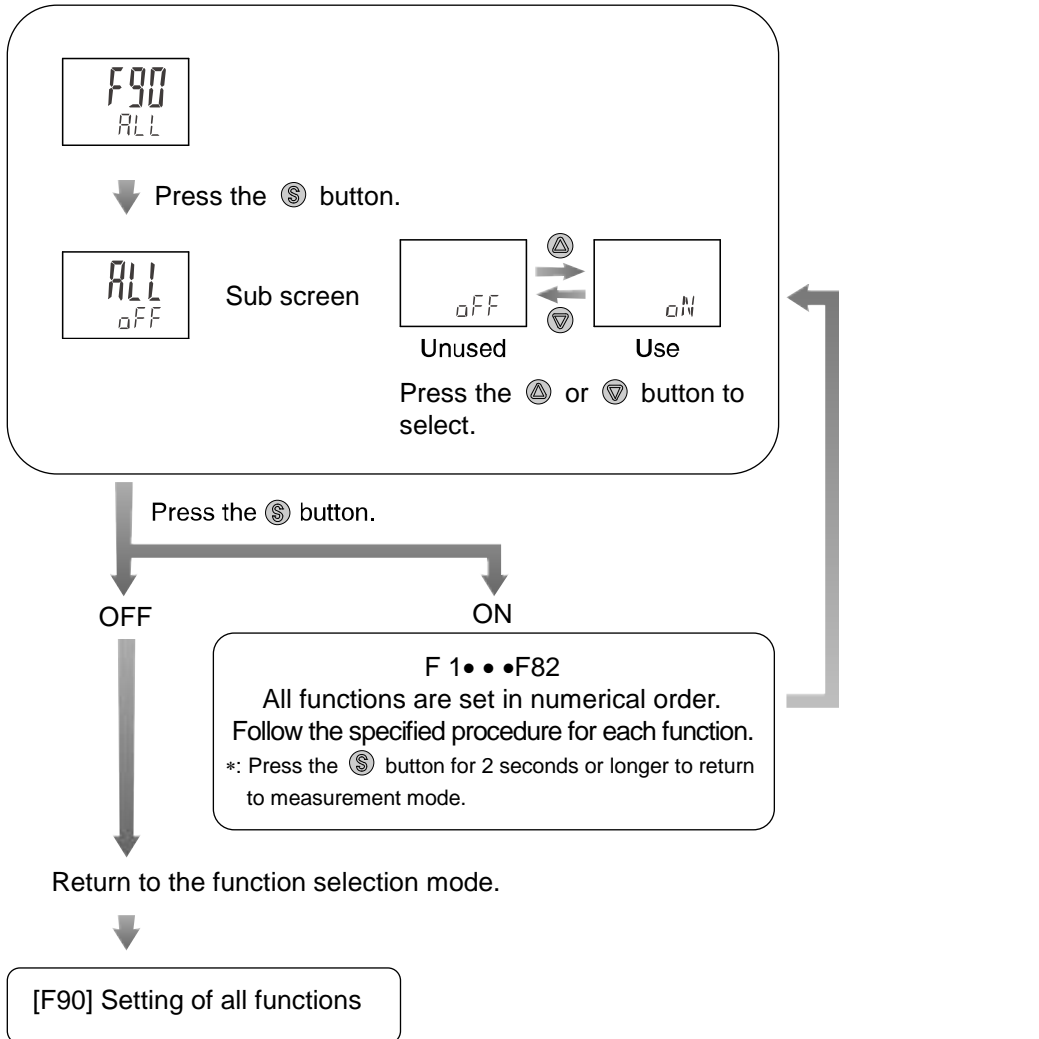 F90
ALL
Press the Ⓢ button.
ALL
oFF
Sub screen
oFF
oN
Unused
Use
Press the △ or ▽ button to
select.
Press the Ⓢ button.
OFF
ON
F 1• • •F82
All functions are set in numerical order.
Follow the specified procedure for each function.
*: Press the Ⓢ button for 2 seconds or longer to return
to measurement mode.
Return to the function selection mode.
[F90] Setting of all functions